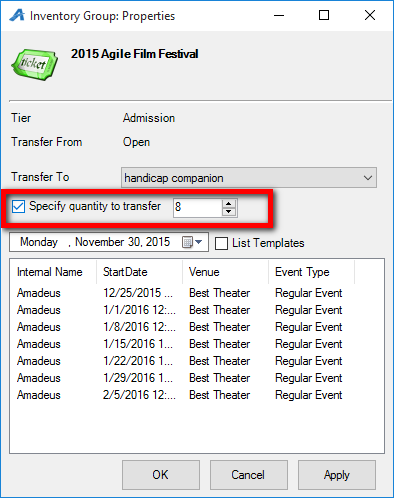 Inventory Group: Properties
ticket
2015 Agile Film Festival
Tier Admission
Transfer From Open
Transfer To handicap companion
Specify quantity to transfer 8
Monday , November 30, 2015 List Templates
Internal Name StartDate Venue Event Type
Amadeus 12/25/2015 ... Best Theater Regular Event
Amadeus 1/1/2016 12:... Best Theater Regular Event
Amadeus 1/8/2016 12:... Best Theater Regular Event
Amadeus 1/15/2016 1... Best Theater Regular Event
Amadeus 1/22/2016 1... Best Theater Regular Event
Amadeus 1/29/2016 1... Best Theater Regular Event
Amadeus 2/5/2016 12:... Best Theater Regular Event
OK Cancel Apply